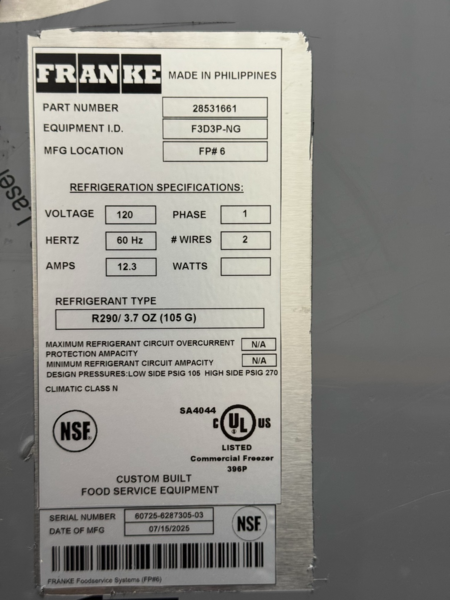 FRANKE MADE IN PHILIPPINES
PART NUMBER 28531661
EQUIPMENT I.D. F3D3P-NG
MFG LOCATION FP# 6
REFRIGERATION SPECIFICATIONS:
VOLTAGE 120 PHASE 1
HERTZ 60 Hz # WIRES 2
AMPS 12.3 WATTS
REFRIGERANT TYPE
R290/ 3.7 OZ (105 G)
MAXIMUM REFRIGERANT CIRCUIT OVERCURRENT N/A
PROTECTION AMPACITY
MINIMUM REFRIGERANT CIRCUIT AMPACITY N/A
DESIGN PRESSURES:LOW SIDE PSIG 105 HIGH SIDE PSIG 270
CLIMATIC CLASS N
NSF®
SA4044
C UL® US
LISTED
Commercial Freezer
396P
CUSTOM BUILT
FOOD SERVICE EQUIPMENT
SERIAL NUMBER 60725-6287305-03
DATE OF MFG 07/15/2025
NSF
FRANKE Foodservice Systems (FP#6)
Laser